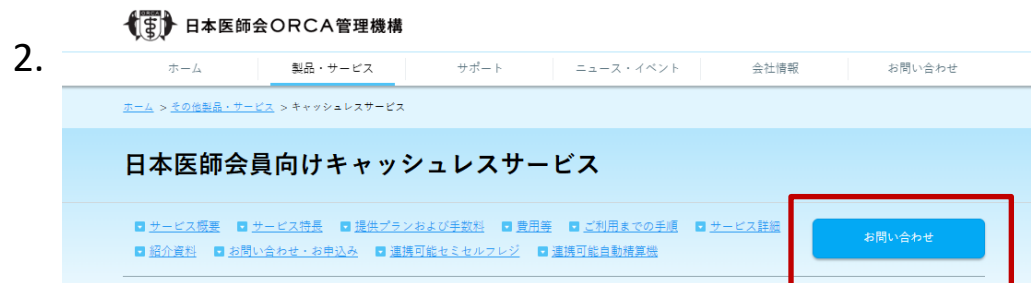 日本医師会ORCA管理機構
2.
ホーム 製品・サービス サポート ニュース・イベント 会社情報 お問い合わせ
ホーム > その他製品・サービス > キャッシュレスサービス
日本医師会員向けキャッシュレスサービス
サービス概要 サービス特長 提供プランおよび手数料 費用等 ご利用までの手順 サービス詳細
お問い合わせ
紹介資料 お問い合わせ・お申込み 連携可能セミセルフレジ 連携可能自動精算機